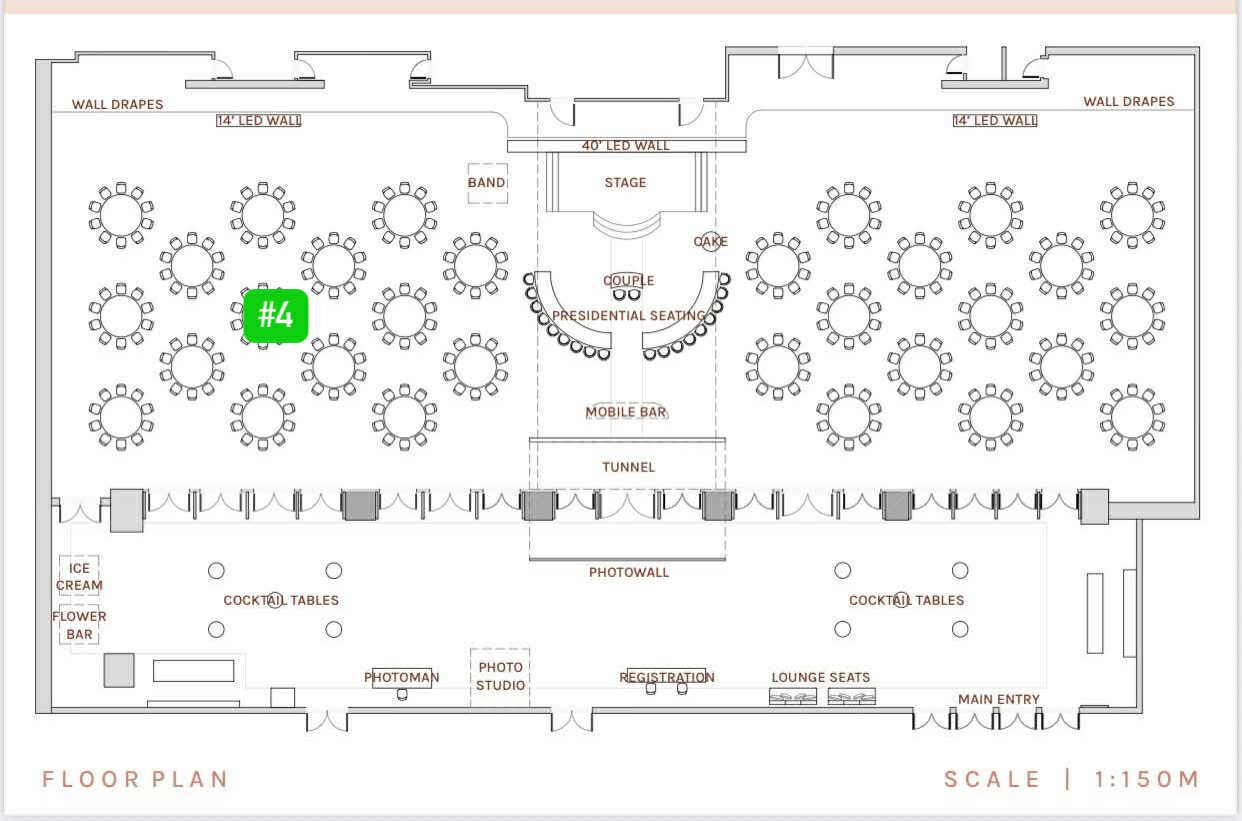 WALL DRAPES
WALL DRAPES
14' LED WALL
14' LED WALL
40' LED WALL
BAND
STAGE
CAKE
COUPLE
#4
PRESIDENTIAL SEATING
MOBILE BAR
TUNNEL
PHOTOWALL
ICE
CREAM
COCKTAIL TABLES
COCKTAIL TABLES
FLOWER
BAR
PHOTOMAN
PHOTO
STUDIO
REGISTRATION
LOUNGE SEATS
MAIN ENTRY
FLOOR PLAN
SCALE | 1:150M